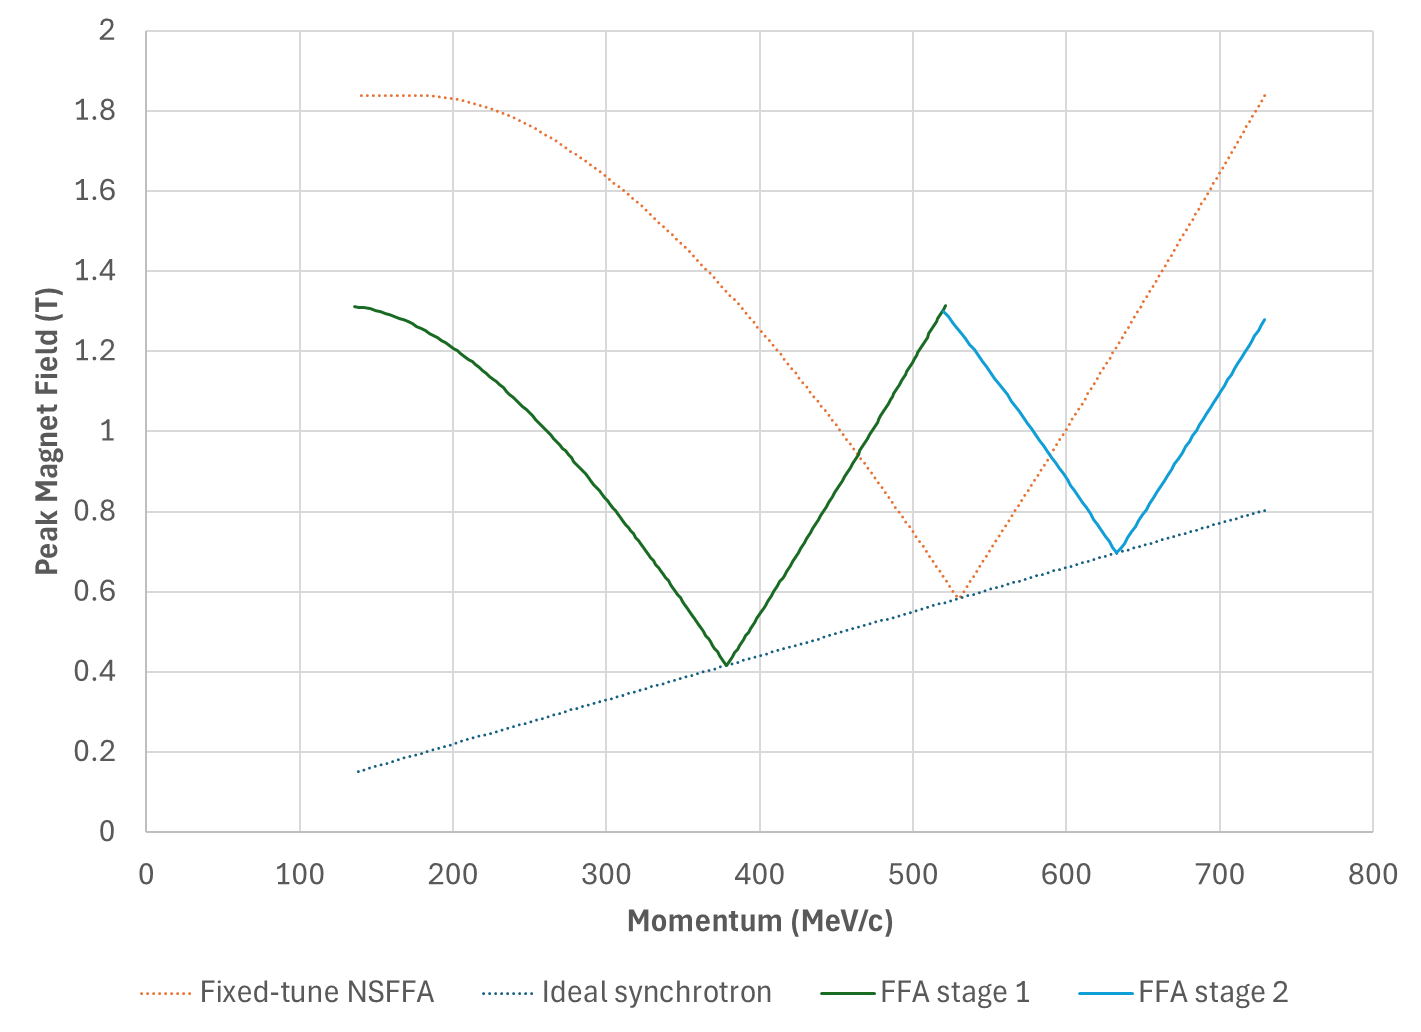 2
1.8
1.6
1.4
1.2
1
0.8
0.6
0.4
0.2
0
Peak Magnet Field (T)
0 100 200 300 400 500 600 700 800
Momentum (MeV/c)
Fixed-tune NSFFA Ideal synchrotron FFA stage 1 FFA stage 2